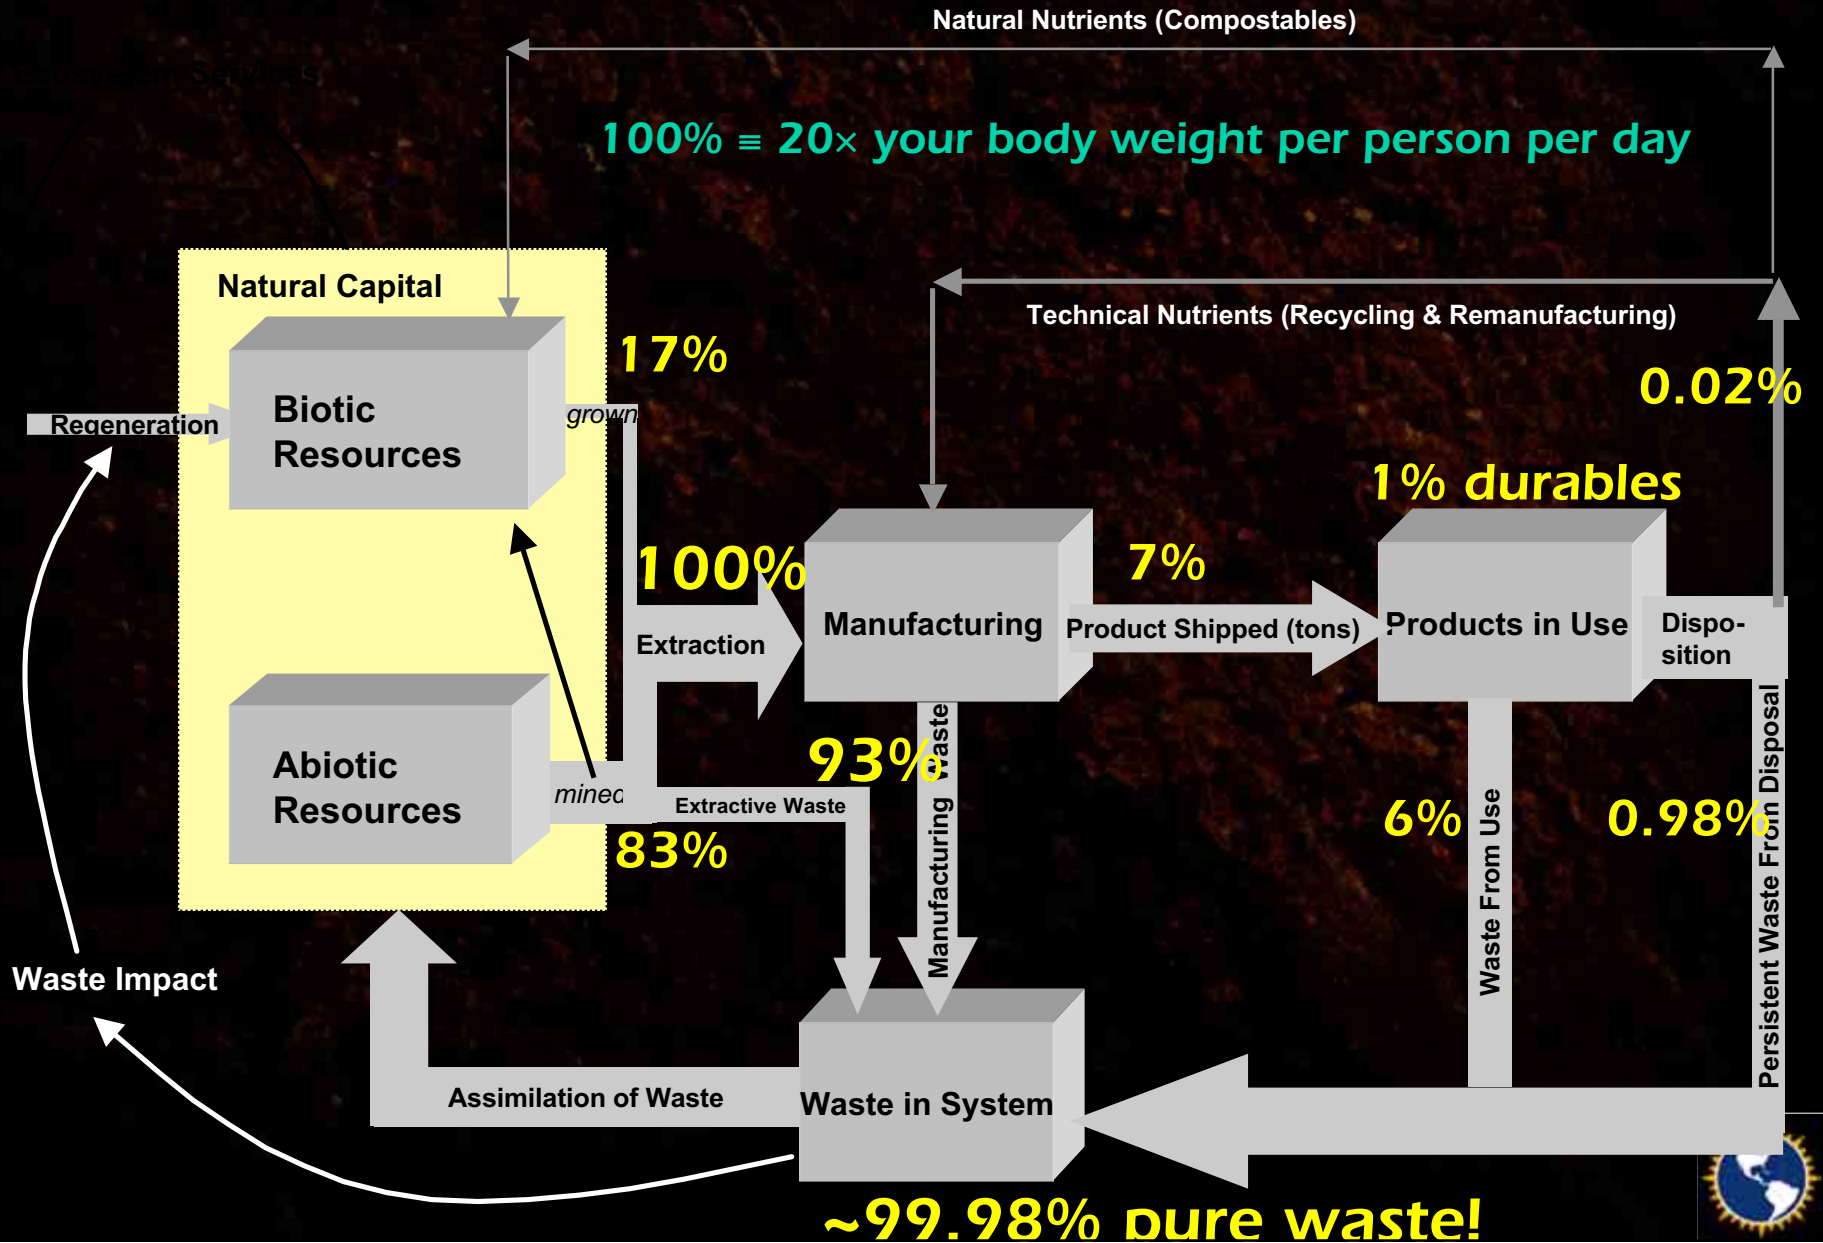 Natural Nutrients (Compostables)
Ecosystem Services
100% ≡ 20× your body weight per person per day
Natural Capital
Technical Nutrients (Recycling & Remanufacturing)
17%
0.02%
Biotic
Resources
grown
Regeneration
1% durables
100%
7%
Manufacturing
Product Shipped (tons)
Products in Use
Dispo-
sition
Extraction
Abiotic
Resources
mined
83%
Extractive Waste
93%
Manufacturing Waste
6%
Waste From Use
0.98%
Persistent Waste From Disposal
Waste Impact
Assimilation of Waste
Waste in System
~99.98% pure waste!